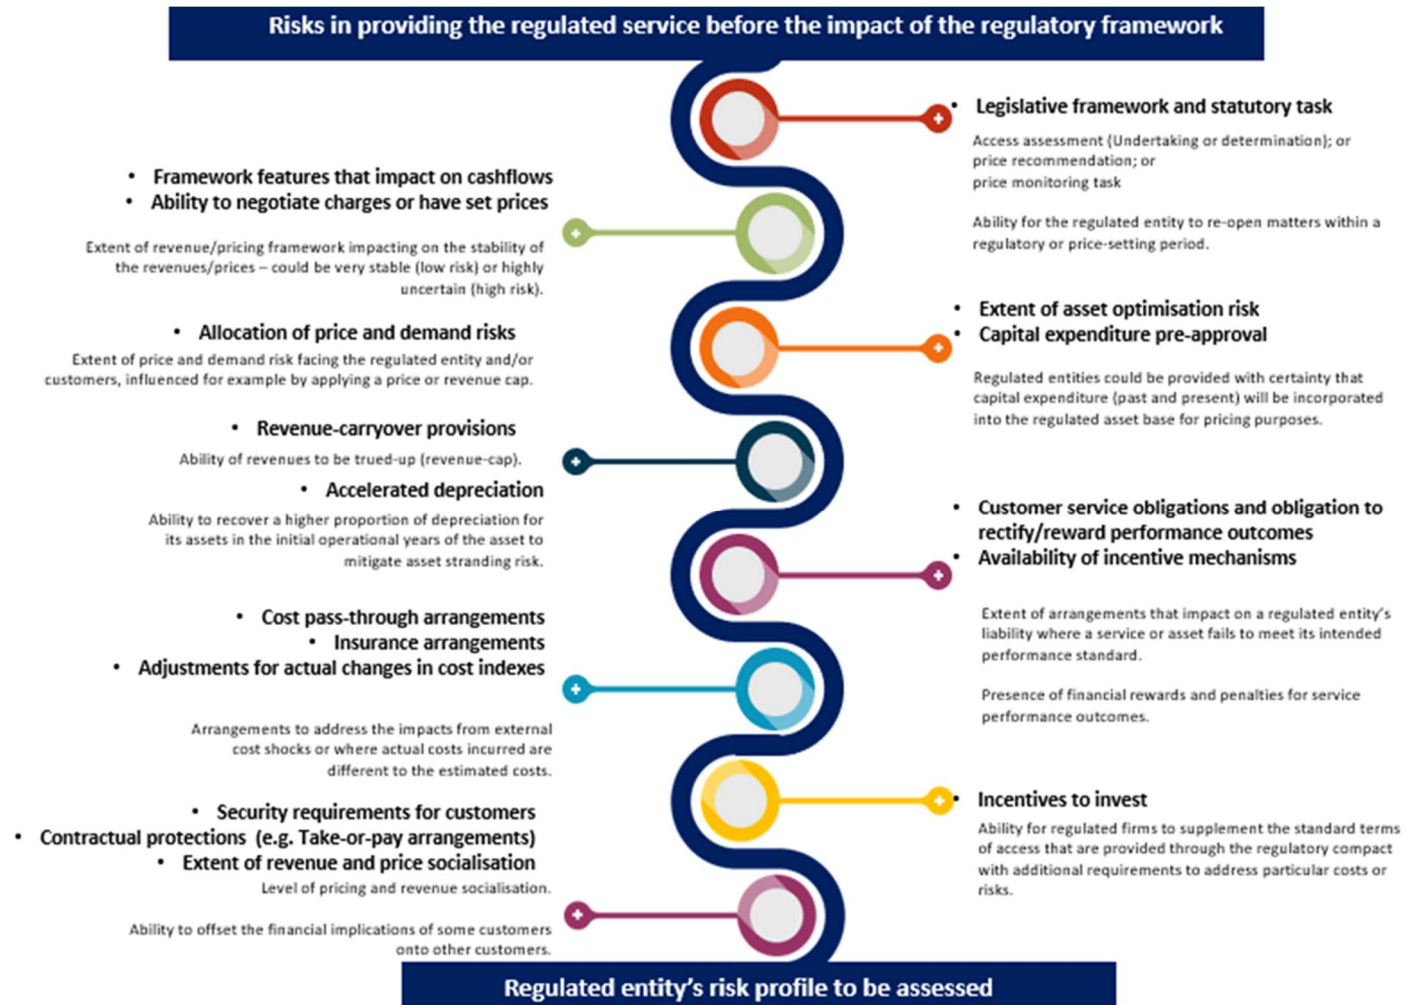 Risks in providing the regulated service before the impact of the regulatory framework
• Legislative framework and statutory task
Access assessment (Undertaking or determination); or
price recommendation; or
price monitoring task
Ability for the regulated entity to re-open matters within a
regulatory or price-setting period.
• Framework features that impact on cashflows
• Ability to negotiate charges or have set prices
Extent of revenue/pricing framework impacting on the stability of
the revenues/prices – could be very stable (low risk) or highly
uncertain (high risk).
• Extent of asset optimisation risk
• Capital expenditure pre-approval
Regulated entities could be provided with certainty that
capital expenditure (past and present) will be incorporated
into the regulated asset base for pricing purposes.
• Allocation of price and demand risks
Extent of price and demand risk facing the regulated entity and/or
customers, influenced for example by applying a price or revenue cap.
• Revenue-carryover provisions
Ability of revenues to be trued-up (revenue-cap).
• Accelerated depreciation
Ability to recover a higher proportion of depreciation for
its assets in the initial operational years of the asset to
mitigate asset stranding risk.
• Customer service obligations and obligation to
rectify/reward performance outcomes
• Availability of incentive mechanisms
Extent of arrangements that impact on a regulated entity's
liability where a service or asset fails to meet its intended
performance standard.
Presence of financial rewards and penalties for service
performance outcomes.
• Cost pass-through arrangements
• Insurance arrangements
• Adjustments for actual changes in cost indexes
Arrangements to address the impacts from external
cost shocks or where actual costs incurred are
different to the estimated costs.
• Incentives to invest
Ability for regulated firms to supplement the standard terms
of access that are provided through the regulatory compact
with additional requirements to address particular costs or
risks.
• Security requirements for customers
• Contractual protections (e.g. Take-or-pay arrangements)
• Extent of revenue and price socialisation
Level of pricing and revenue socialisation.
Ability to offset the financial implications of some customers
onto other customers.
Regulated entity's risk profile to be assessed